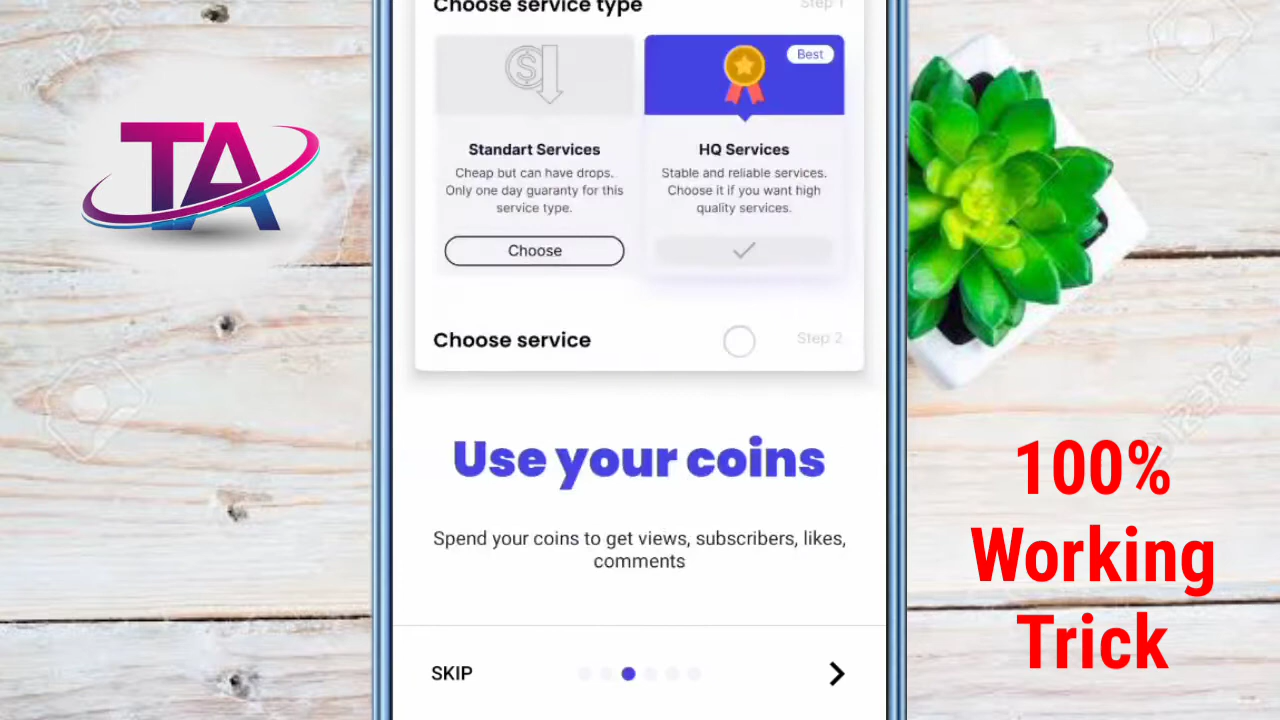 Choose service type
Step 1
TA
Best
Standart Services
Cheap but can have drops.
Only one day guaranty for this
service type.
Choose
HQ Services
Stable and reliable services.
Choose it if you want high
quality services.
Choose service
Step 2
Use your coins
Spend your coins to get views, subscribers, likes,
comments
SKIP
100%
Working
Trick
123RF